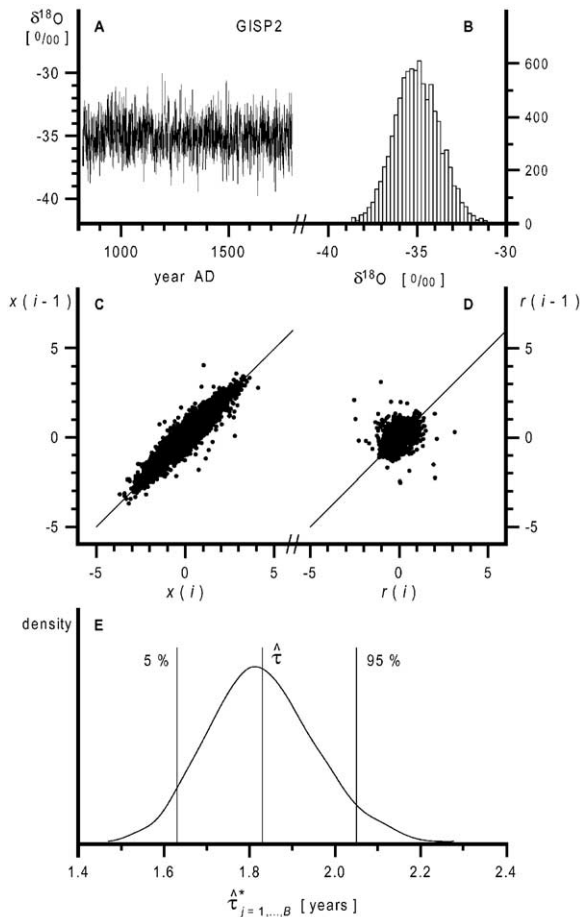 δ¹⁸O
[ ⁰/₀₀ ]
A
GISP2
B
-30
-35
-40
600
400
200
0
1000
1500
-40
-35
-30
year AD
δ¹⁸O [ ⁰/₀₀ ]
x ( i - 1 )
C
D
r ( i - 1 )
5
0
-5
5
0
-5
-5
0
5
-5
0
5
x ( i )
r ( i )
density
E
5 %
τ̂
95 %
1.4
1.6
1.8
2.0
2.2
2.4
τ̂*j = 1,...,B [ years ]